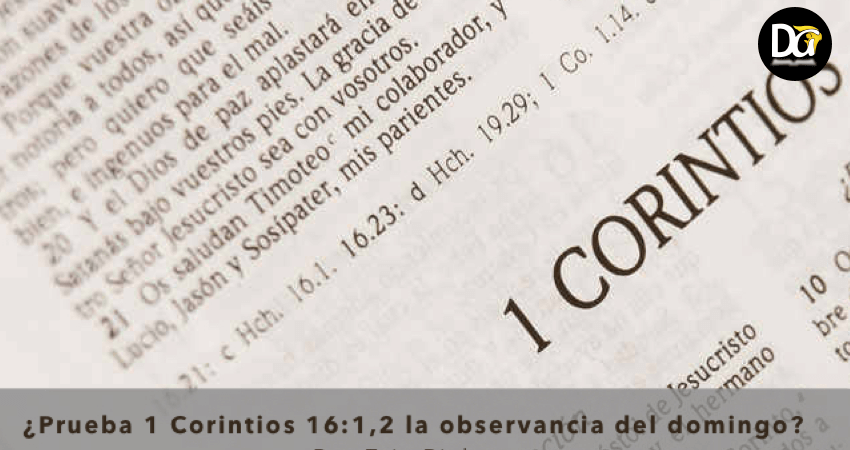 n suave
azones de los
Porque vuestra o
notoria a todos, así que
tros; pero quiero que seáis
bien, e ingenuos para el mal.
20 Y el Dios de paz aplastará en
Satanás bajo vuestros pies. La gracia de
tro Señor Jesucristo sea con vosotros.
21 Os saludan Timoteo c mi colaborador, y
Lucio, Jasón y Sosípater, mis parientes.
16.21: c Hch. 16.1. 16.23: d Hch. 19.29; 1 Co. 1.14.
1 CORINTIOS
Jesucristo
hermano
10
bre
DG
¿Prueba 1 Corintios 16:1,2 la observancia del domingo?